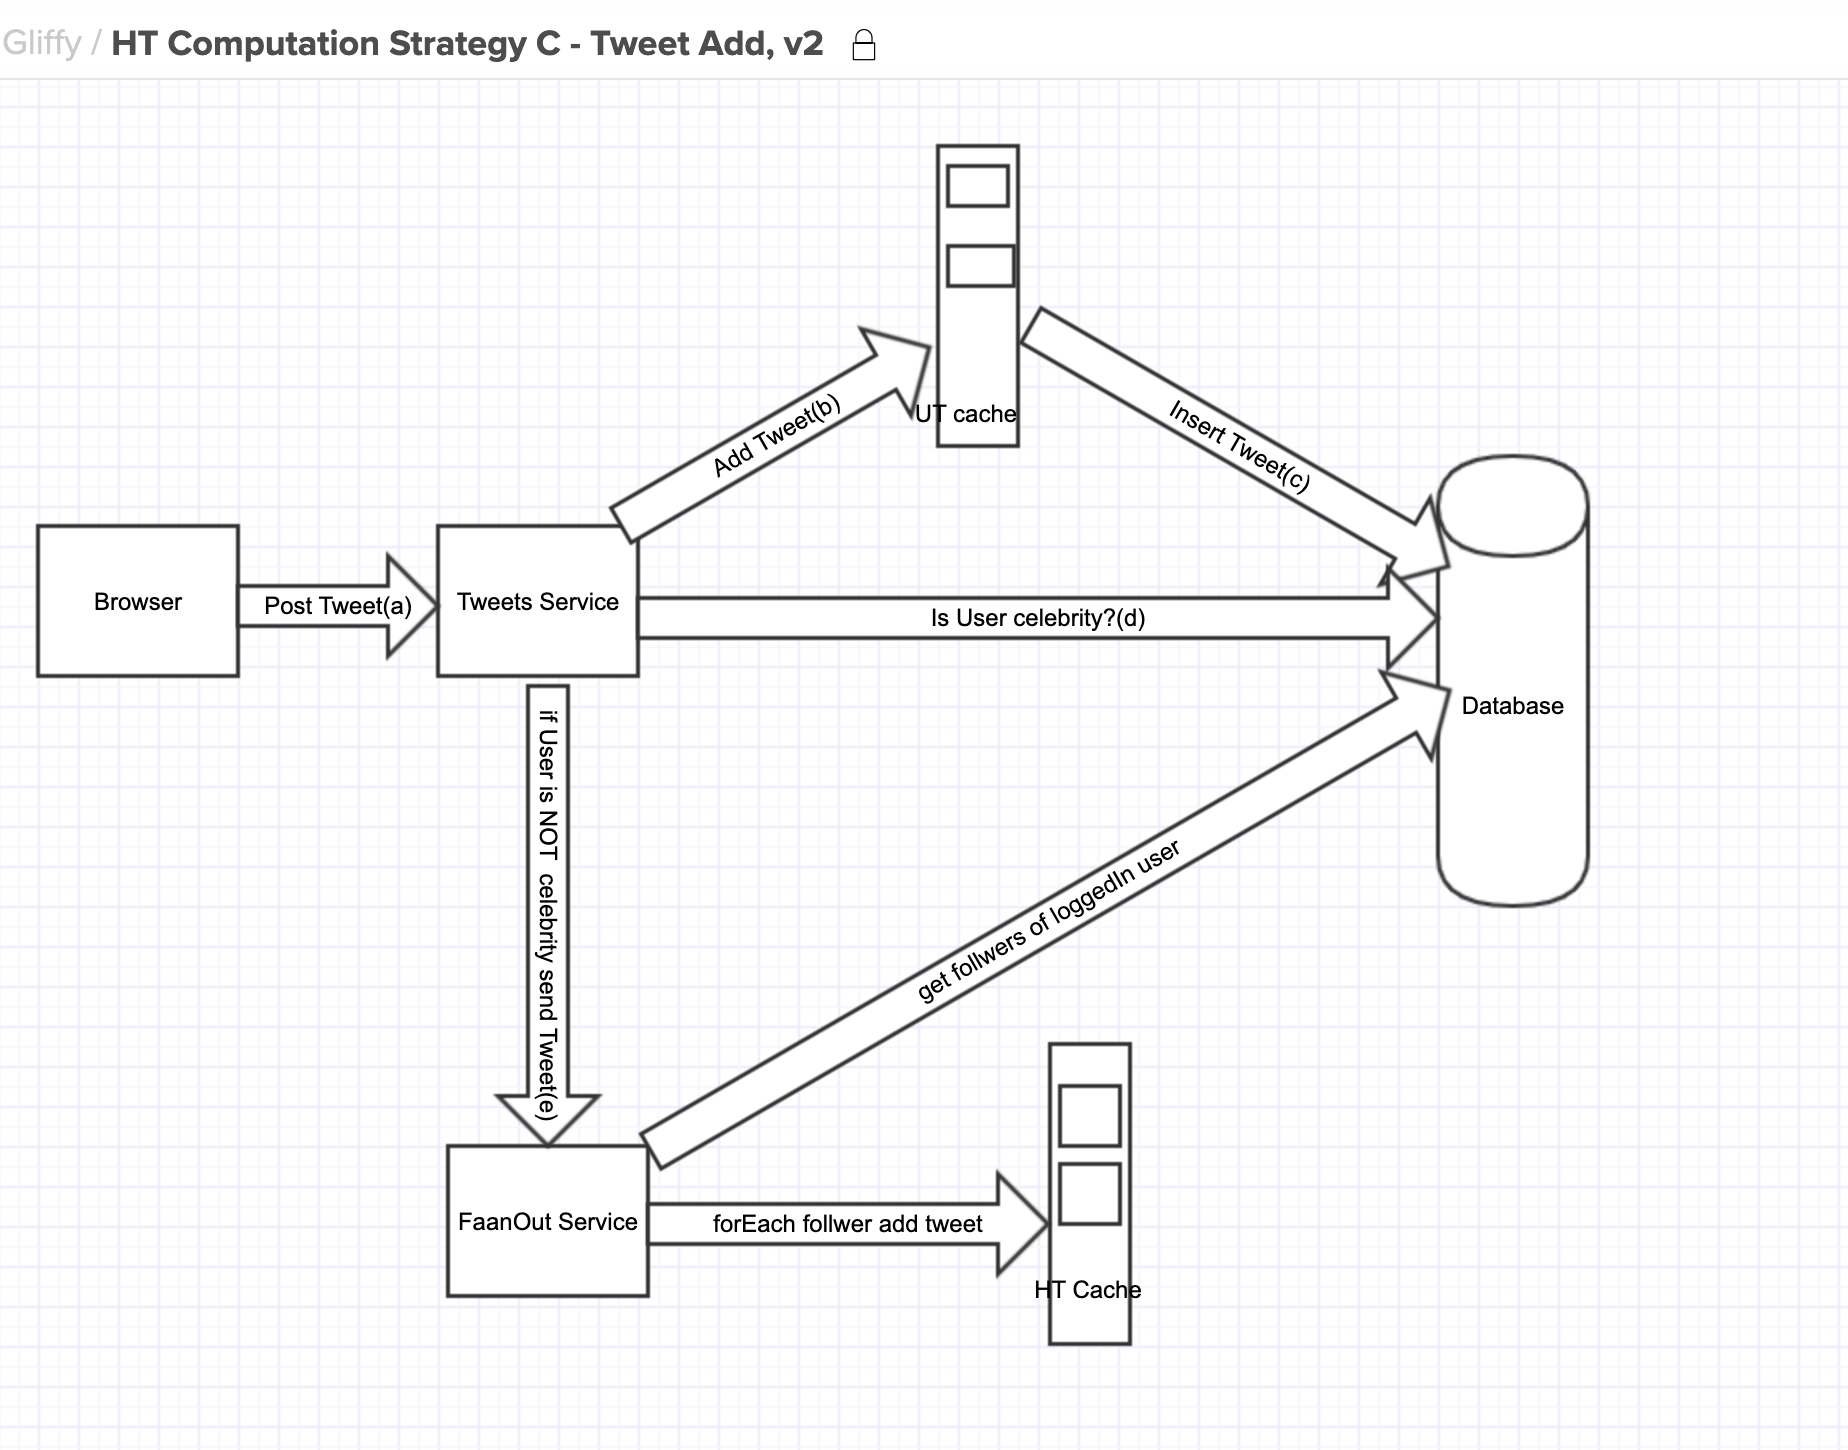 Gliffy / HT Computation Strategy C - Tweet Add, v2
UT cache
Add Tweet(b)
Insert Tweet(c)
Browser
Post Tweet(a)
Tweets Service
Is User celebrity?(d)
Database
if User is NOT celebrity send Tweet(e)
get follwers of loggedIn user
FaanOut Service
forEach follwer add tweet
HT Cache